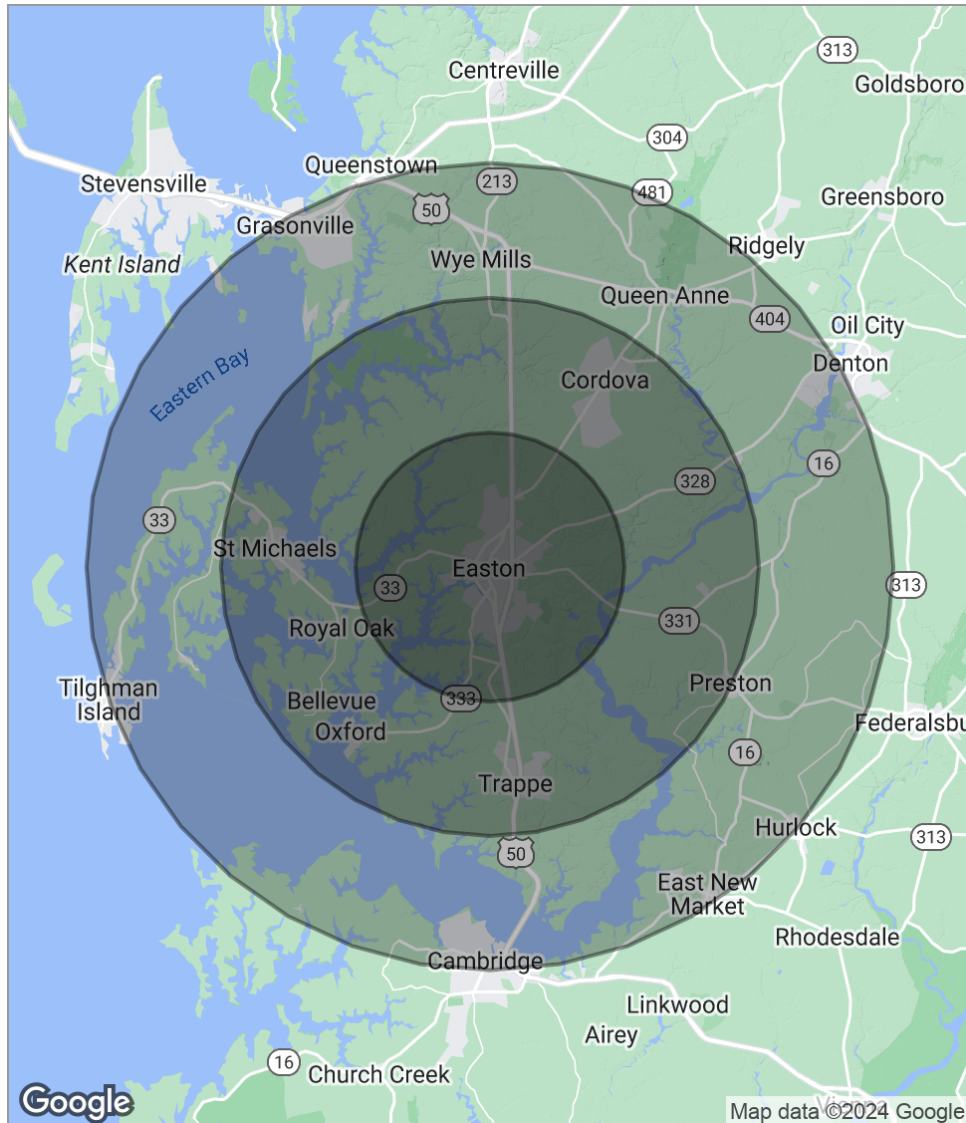 313
Centreville
Goldsboro
304
Queenstown
Stevensville
213
481
Greensboro
50
Grasonville
Ridgely
Kent Island
Wye Mills
Queen Anne
404
Oil City
Denton
Eastern Bay
Cordova
16
328
33
St Michaels
Easton
33
313
331
Royal Oak
Preston
Tilghman
Island
333
Bellevue
Oxford
Federalsbu
16
Trappe
Hurlock
313
50
East New
Market
Rhodesdale
Cambridge
Linkwood
Airey
16
Church Creek
Google
Vienna
Map data ©2024 Google